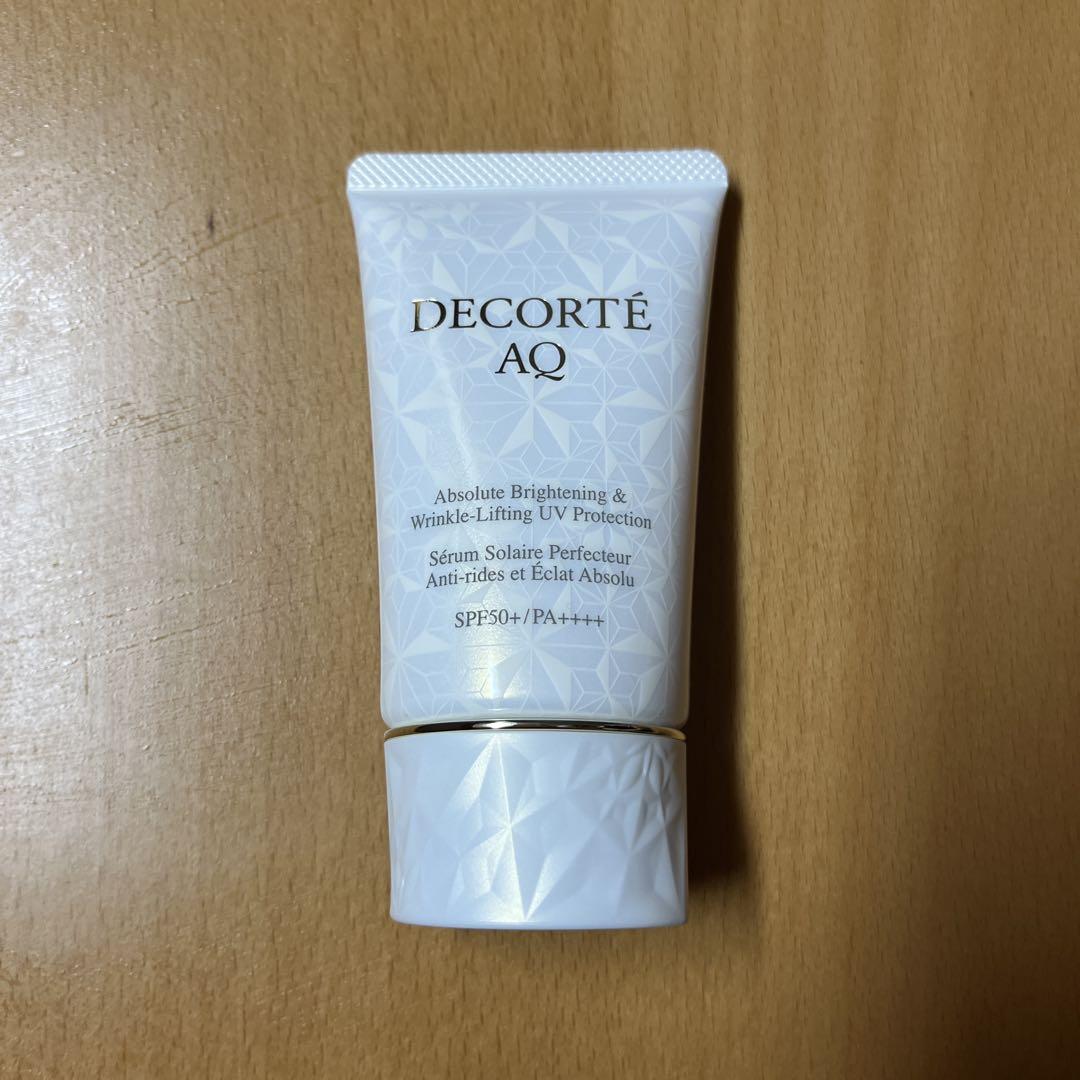 DECORTÉ
AQ
Absolute Brightening &
Wrinkle-Lifting UV Protection
Sérum Solaire Perfecteur
Anti-rides et Éclat Absolu
SPF50+/PA++++